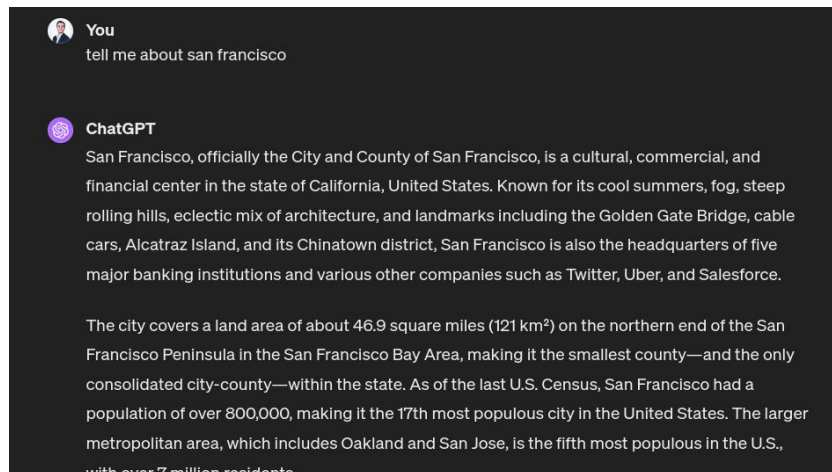 You
tell me about san francisco
ChatGPT
San Francisco, officially the City and County of San Francisco, is a cultural, commercial, and
financial center in the state of California, United States. Known for its cool summers, fog, steep
rolling hills, eclectic mix of architecture, and landmarks including the Golden Gate Bridge, cable
cars, Alcatraz Island, and its Chinatown district, San Francisco is also the headquarters of five
major banking institutions and various other companies such as Twitter, Uber, and Salesforce.
The city covers a land area of about 46.9 square miles (121 km²) on the northern end of the San
Francisco Peninsula in the San Francisco Bay Area, making it the smallest county—and the only
consolidated city-county—within the state. As of the last U.S. Census, San Francisco had a
population of over 800,000, making it the 17th most populous city in the United States. The larger
metropolitan area, which includes Oakland and San Jose, is the fifth most populous in the U.S.,
with over 7 million residents